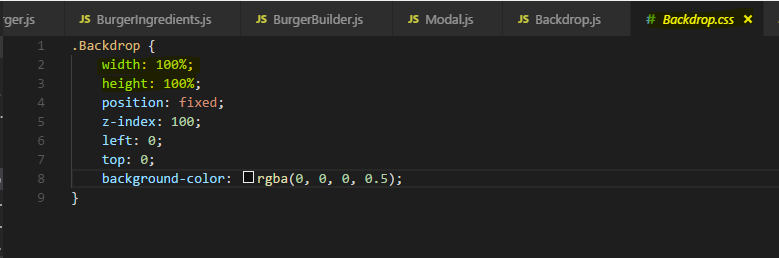 rger.js JS BurgerIngredients.js JS BurgerBuilder.js JS Modal.js JS Backdrop.js # Backdrop.css ×
1 .Backdrop {
2 width: 100%;
3 height: 100%;
4 position: fixed;
5 z-index: 100;
6 left: 0;
7 top: 0;
8 background-color: rgba(0, 0, 0, 0.5);
9 }